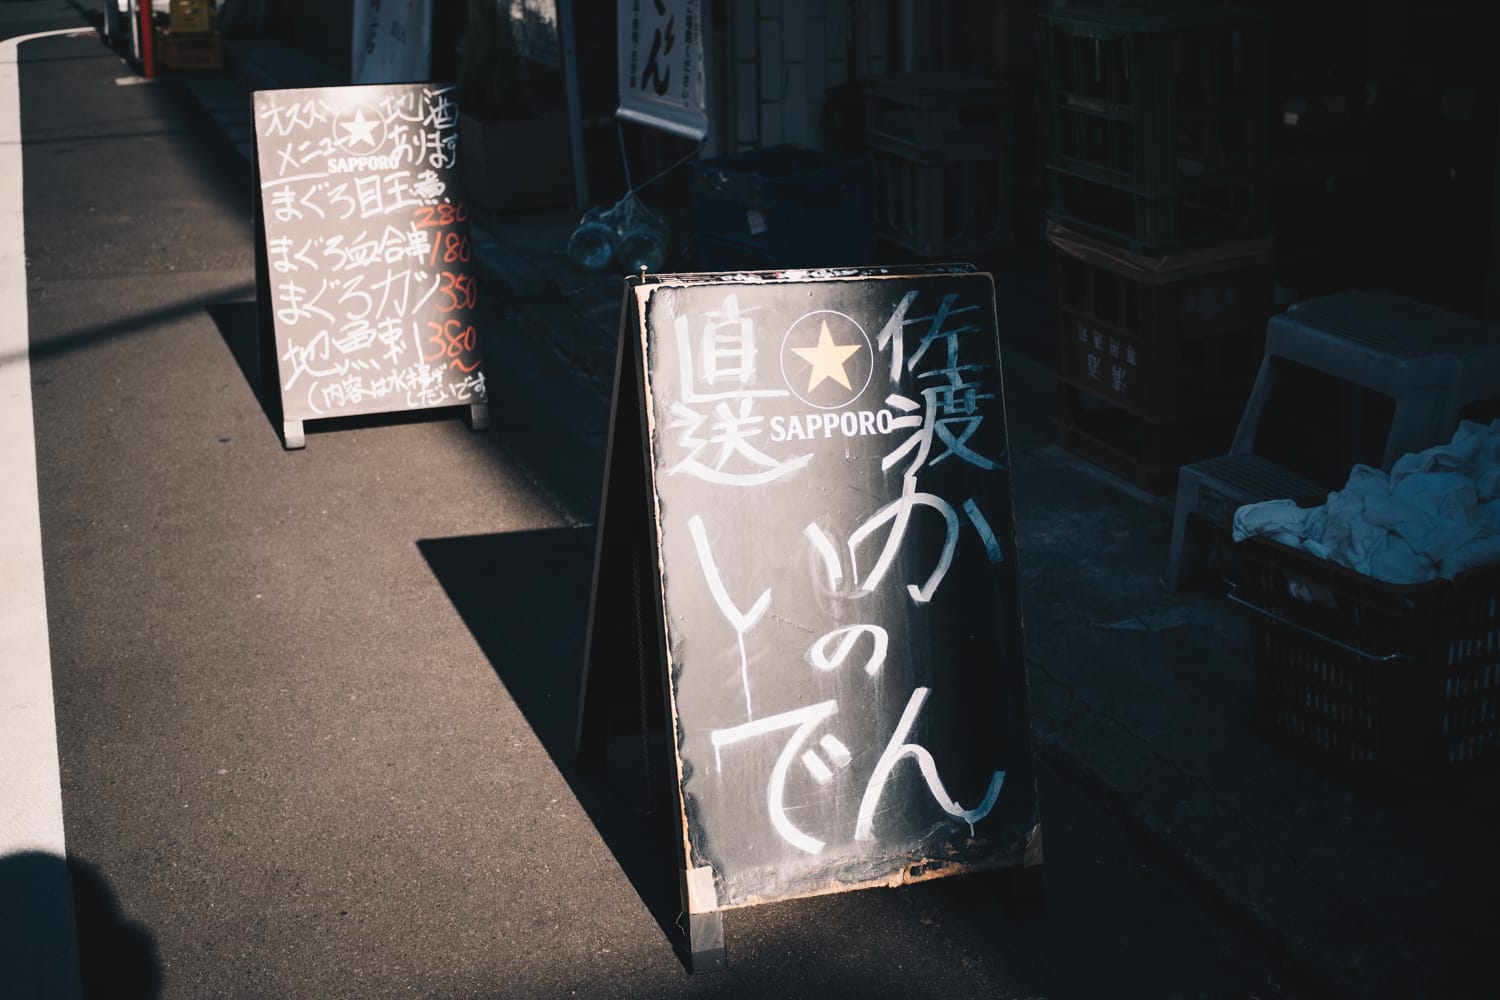 オススメ
メニュー
地酒
あります
SAPPORO
まぐろ目玉煮 280
まぐろ血合串 180
まぐろガツ 350
地魚刺 380〜
(内容は水揚げ
しだいです
SAPPORO
佐渡かん
いの
直送しで